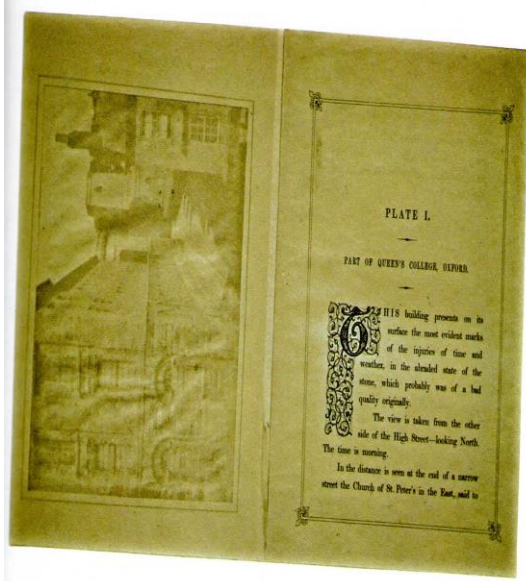 PLATE I.
PART OF QUEEN'S COLLEGE, OXFORD.
THIS building presents on its
surface the most evident marks
of the injuries of time and
weather, in the abraded state of the
stone, which probably was of a bad
quality originally.
The view is taken from the other
side of the High Street—looking North.
The time is morning.
In the distance is seen at the end of a narrow
street the Church of St. Peter's in the East, said to